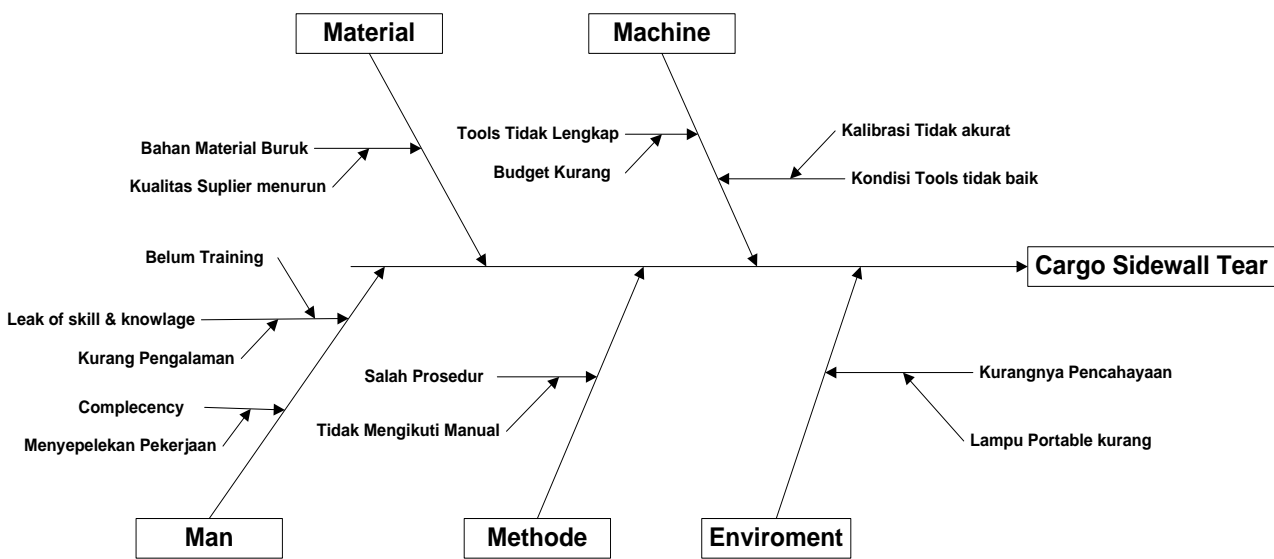 Material
Machine
Tools Tidak Lengkap
Kalibrasi Tidak akurat
Bahan Material Buruk
Budget Kurang
Kondisi Tools tidak baik
Kualitas Suplier menurun
Belum Training
Cargo Sidewall Tear
Leak of skill & knowlage
Kurang Pengalaman
Salah Prosedur
Kurangnya Pencahayaan
Complecency
Tidak Mengikuti Manual
Menyepelekan Pekerjaan
Lampu Portable kurang
Man
Methode
Enviroment